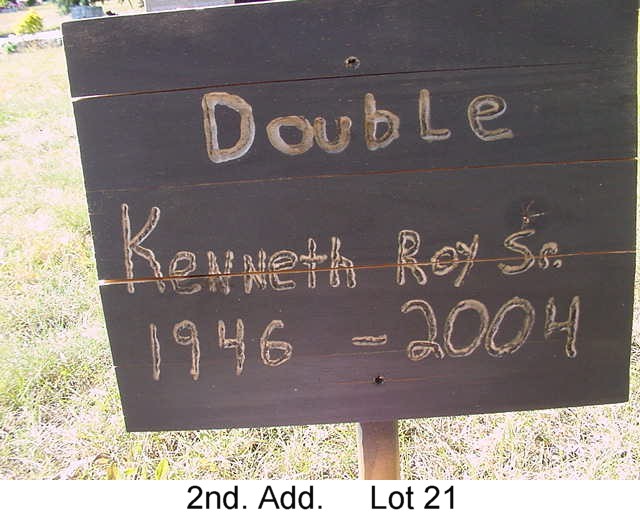 Double
Kenneth Roy Sr.
1946 - 2004
2nd. Add. Lot 21